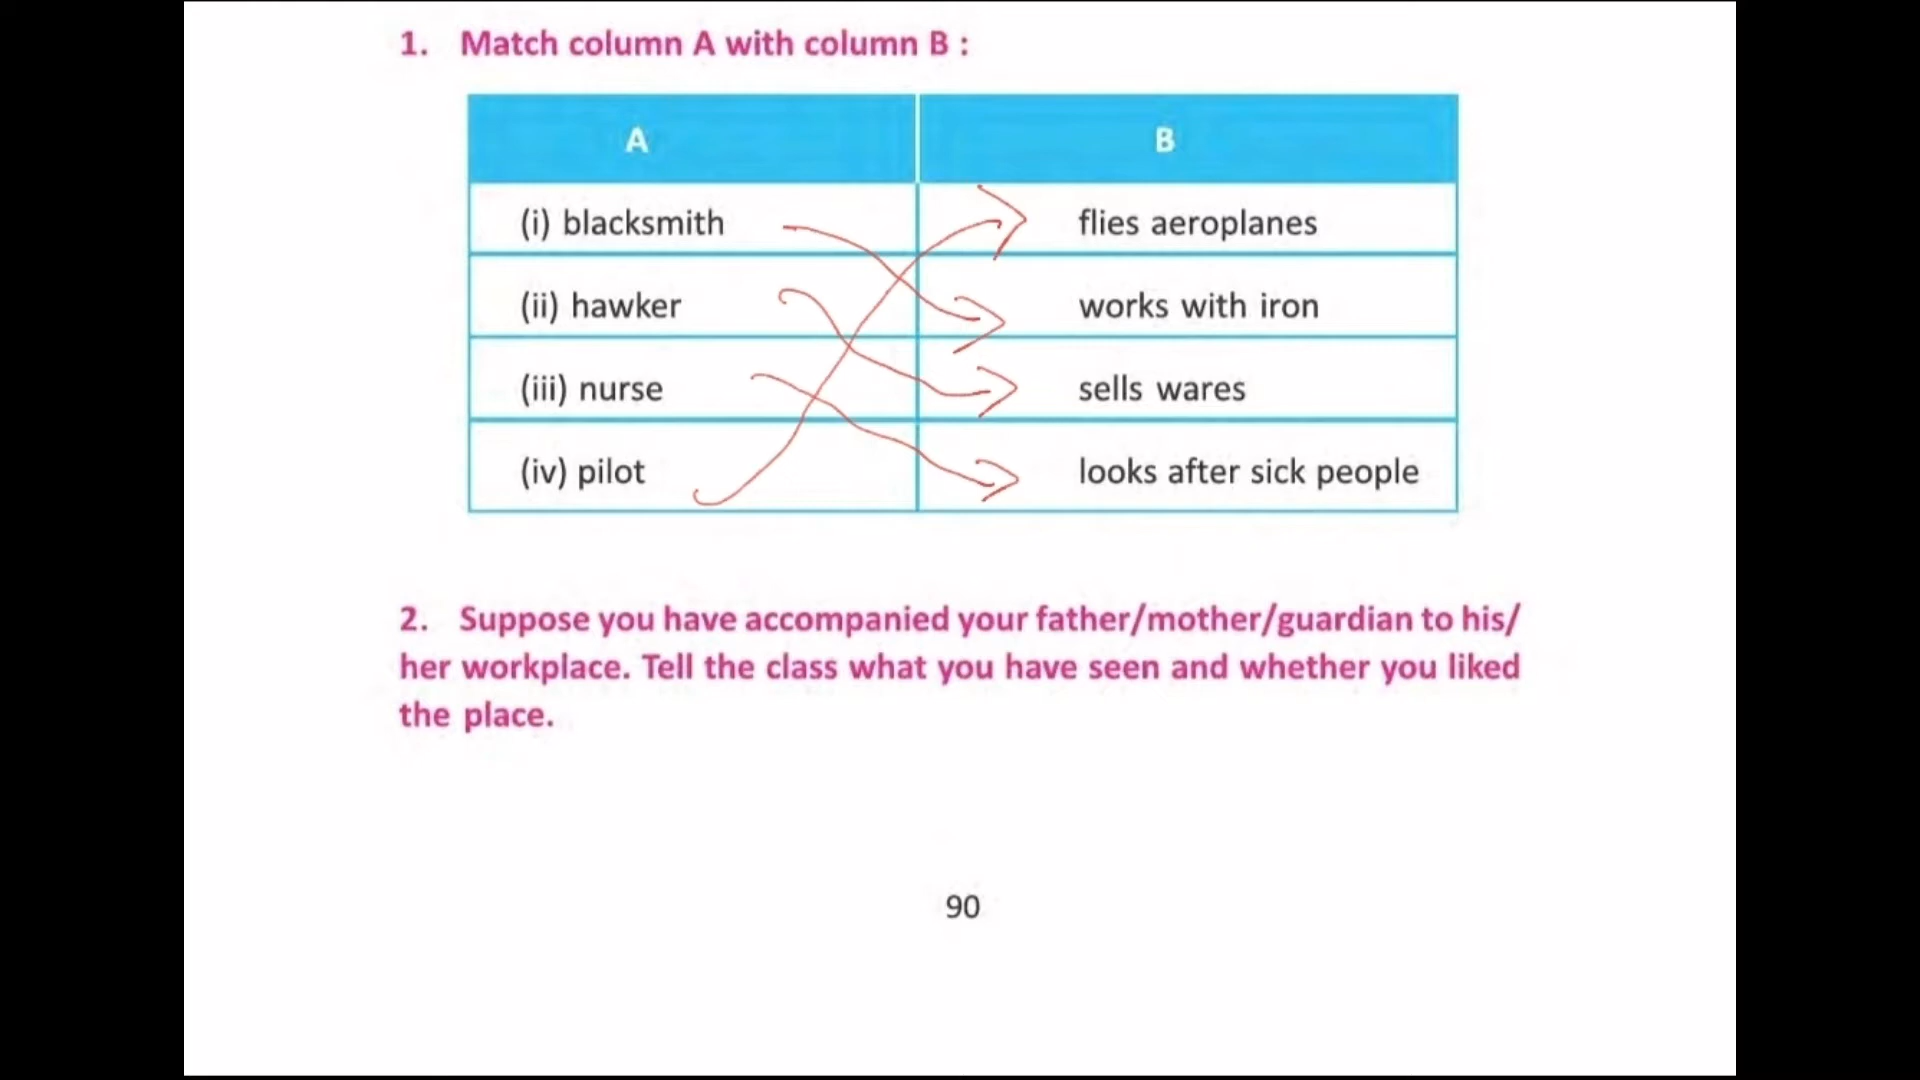 1. Match column A with column B :
A B
(i) blacksmith flies aeroplanes
(ii) hawker works with iron
(iii) nurse sells wares
(iv) pilot looks after sick people
2. Suppose you have accompanied your father/mother/guardian to his/
her workplace. Tell the class what you have seen and whether you liked
the place.
90